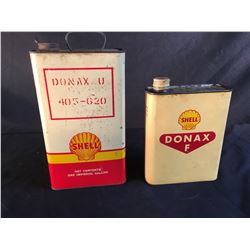 DONAX U
405-620
SHELL
NET CONTENTS
ONE IMPERIAL GALLON
SHELL
DONAX
F